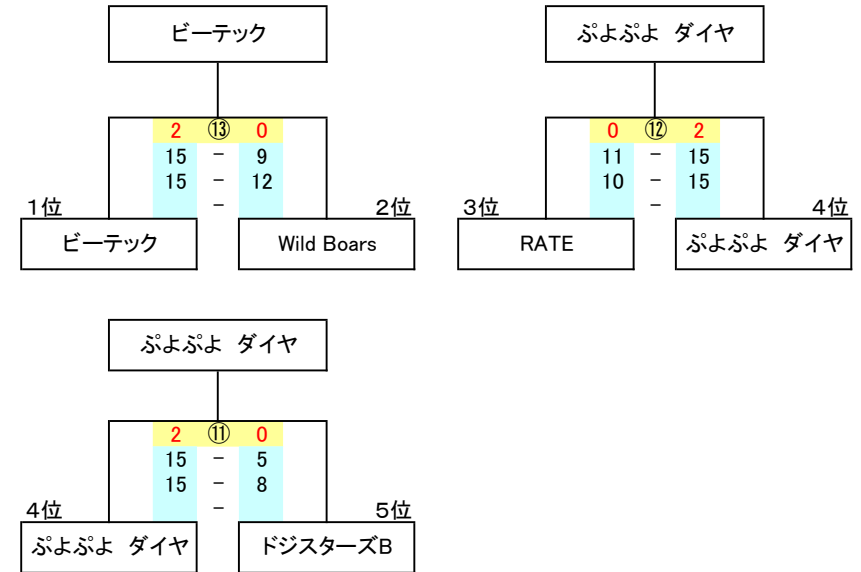 ビーテック ぷよぷよ ダイヤ
2 ⑬ 0 0 ⑫ 2
15 - 9 11 - 15
15 - 12 10 - 15
- -
1位 2位 3位 4位
ビーテック Wild Boars RATE ぷよぷよ ダイヤ
ぷよぷよ ダイヤ
2 ⑪ 0
15 - 5
15 - 8
-
4位 5位
ぷよぷよ ダイヤ ドジスターズB